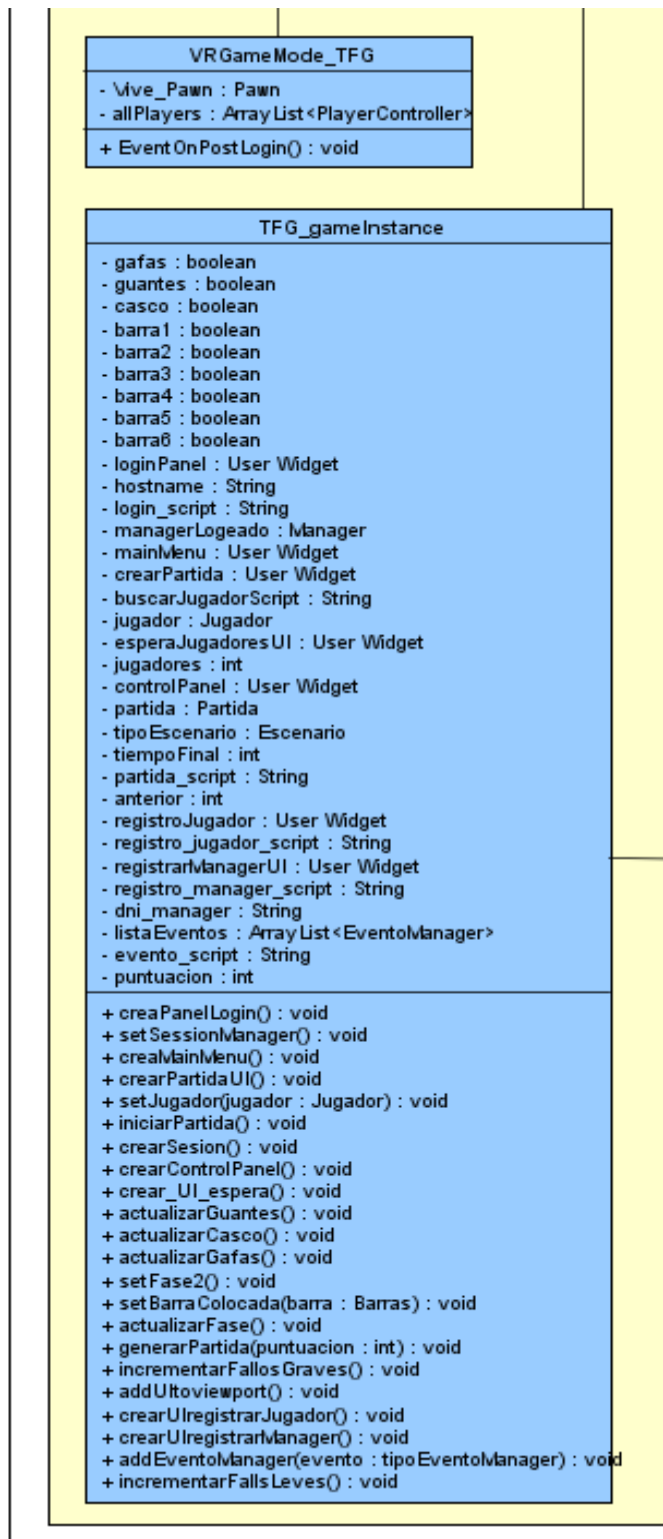 VRGameMode_TFG
- Vive_Pawn : Pawn
- allPlayers : ArrayList<PlayerController>
+ EventOnPostLogin() : void
TFG_gameInstance
- gafas : boolean
- guantes : boolean
- casco : boolean
- barra1 : boolean
- barra2 : boolean
- barra3 : boolean
- barra4 : boolean
- barra5 : boolean
- barra6 : boolean
- loginPanel : User Widget
- hostname : String
- login_script : String
- managerLogeado : Manager
- mainMenu : User Widget
- crearPartida : User Widget
- buscarJugadorScript : String
- jugador : Jugador
- esperaJugadoresUI : User Widget
- jugadores : int
- controlPanel : User Widget
- partida : Partida
- tipoEscenario : Escenario
- tiempoFinal : int
- partida_script : String
- anterior : int
- registroJugador : User Widget
- registro_jugador_script : String
- registrarManagerUI : User Widget
- registro_manager_script : String
- dni_manager : String
- listaEventos : ArrayList<EventoManager>
- evento_script : String
- puntuacion : int
+ creaPanelLogin() : void
+ setSessionManager() : void
+ creaMainMenu() : void
+ crearPartidaUI() : void
+ setJugador(jugador : Jugador) : void
+ iniciarPartida() : void
+ crearSesion() : void
+ crearControlPanel() : void
+ crear_UI_espera() : void
+ actualizarGuantes() : void
+ actualizarCasco() : void
+ actualizarGafas() : void
+ setFase2() : void
+ setBarraColocada(barra : Barras) : void
+ actualizarFase() : void
+ generarPartida(puntuacion : int) : void
+ incrementarFallosGraves() : void
+ addUItoviewport() : void
+ crearUIregistrarJugador() : void
+ crearUIregistrarManager() : void
+ addEventoManager(evento : tipoEventoManager) : void
+ incrementarFallsLeves() : void